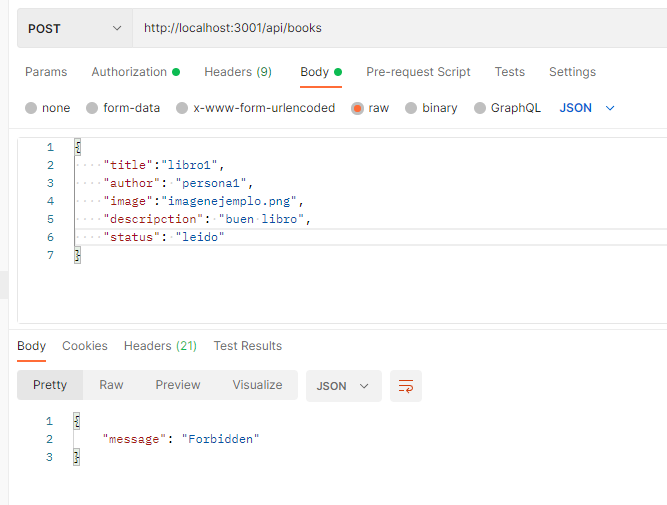 POST http://localhost:3001/api/books
Params Authorization Headers (9) Body Pre-request Script Tests Settings
none form-data x-www-form-urlencoded raw binary GraphQL JSON
1 {
2 "title":"libro1",
3 "author": "persona1",
4 "image":"imagenejemplo.png",
5 "descripction": "buen libro",
6 "status": "leido"
7 }
Body Cookies Headers (21) Test Results
Pretty Raw Preview Visualize JSON
1 {
2 "message": "Forbidden"
3 }